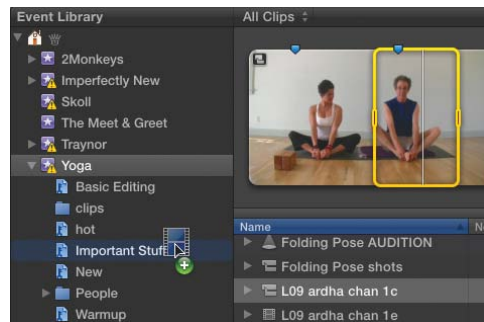 Event Library
2Monkeys
Imperfectly New
Skoll
The Meet & Greet
Traynor
Yoga
Basic Editing
clips
hot
Important Stuff
New
People
Warmup
All Clips
Name
Folding Pose AUDITION
Folding Pose shots
L09 ardha chan 1c
L09 ardha chan 1e